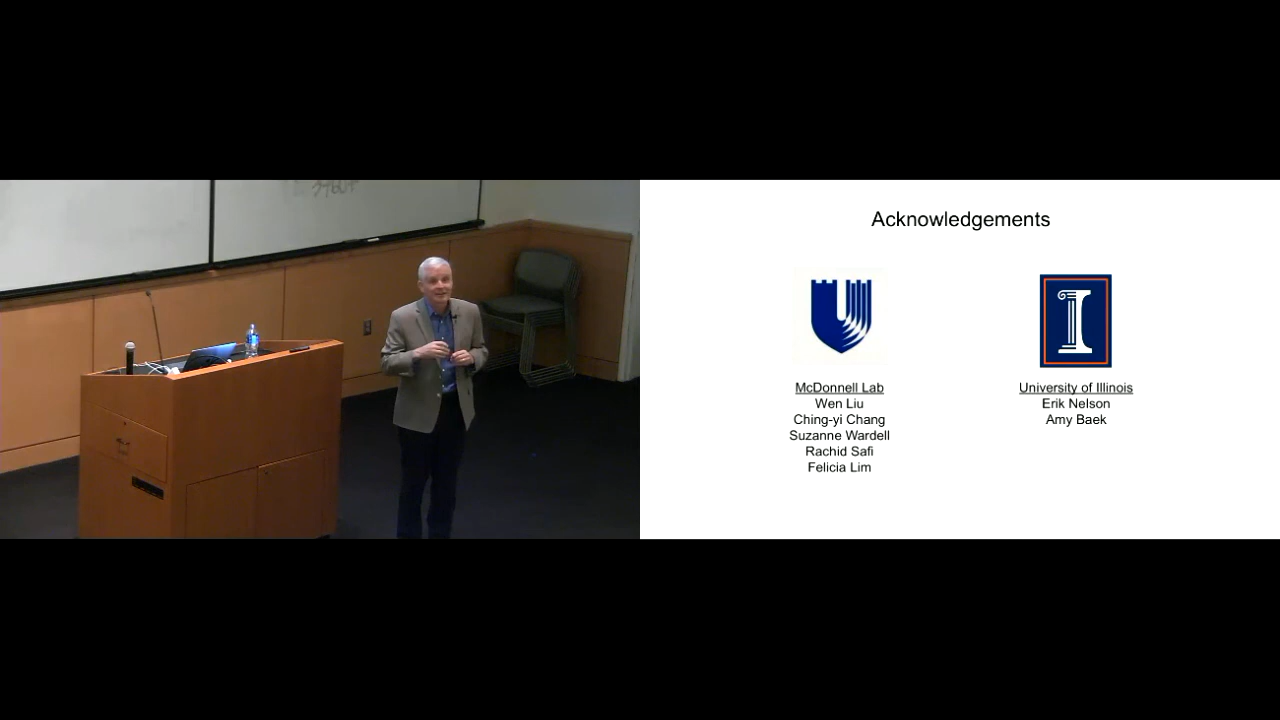 Acknowledgements
McDonnell Lab
Wen Liu
Ching-yi Chang
Suzanne Wardell
Rachid Safi
Felicia Lim
University of Illinois
Erik Nelson
Amy Baek